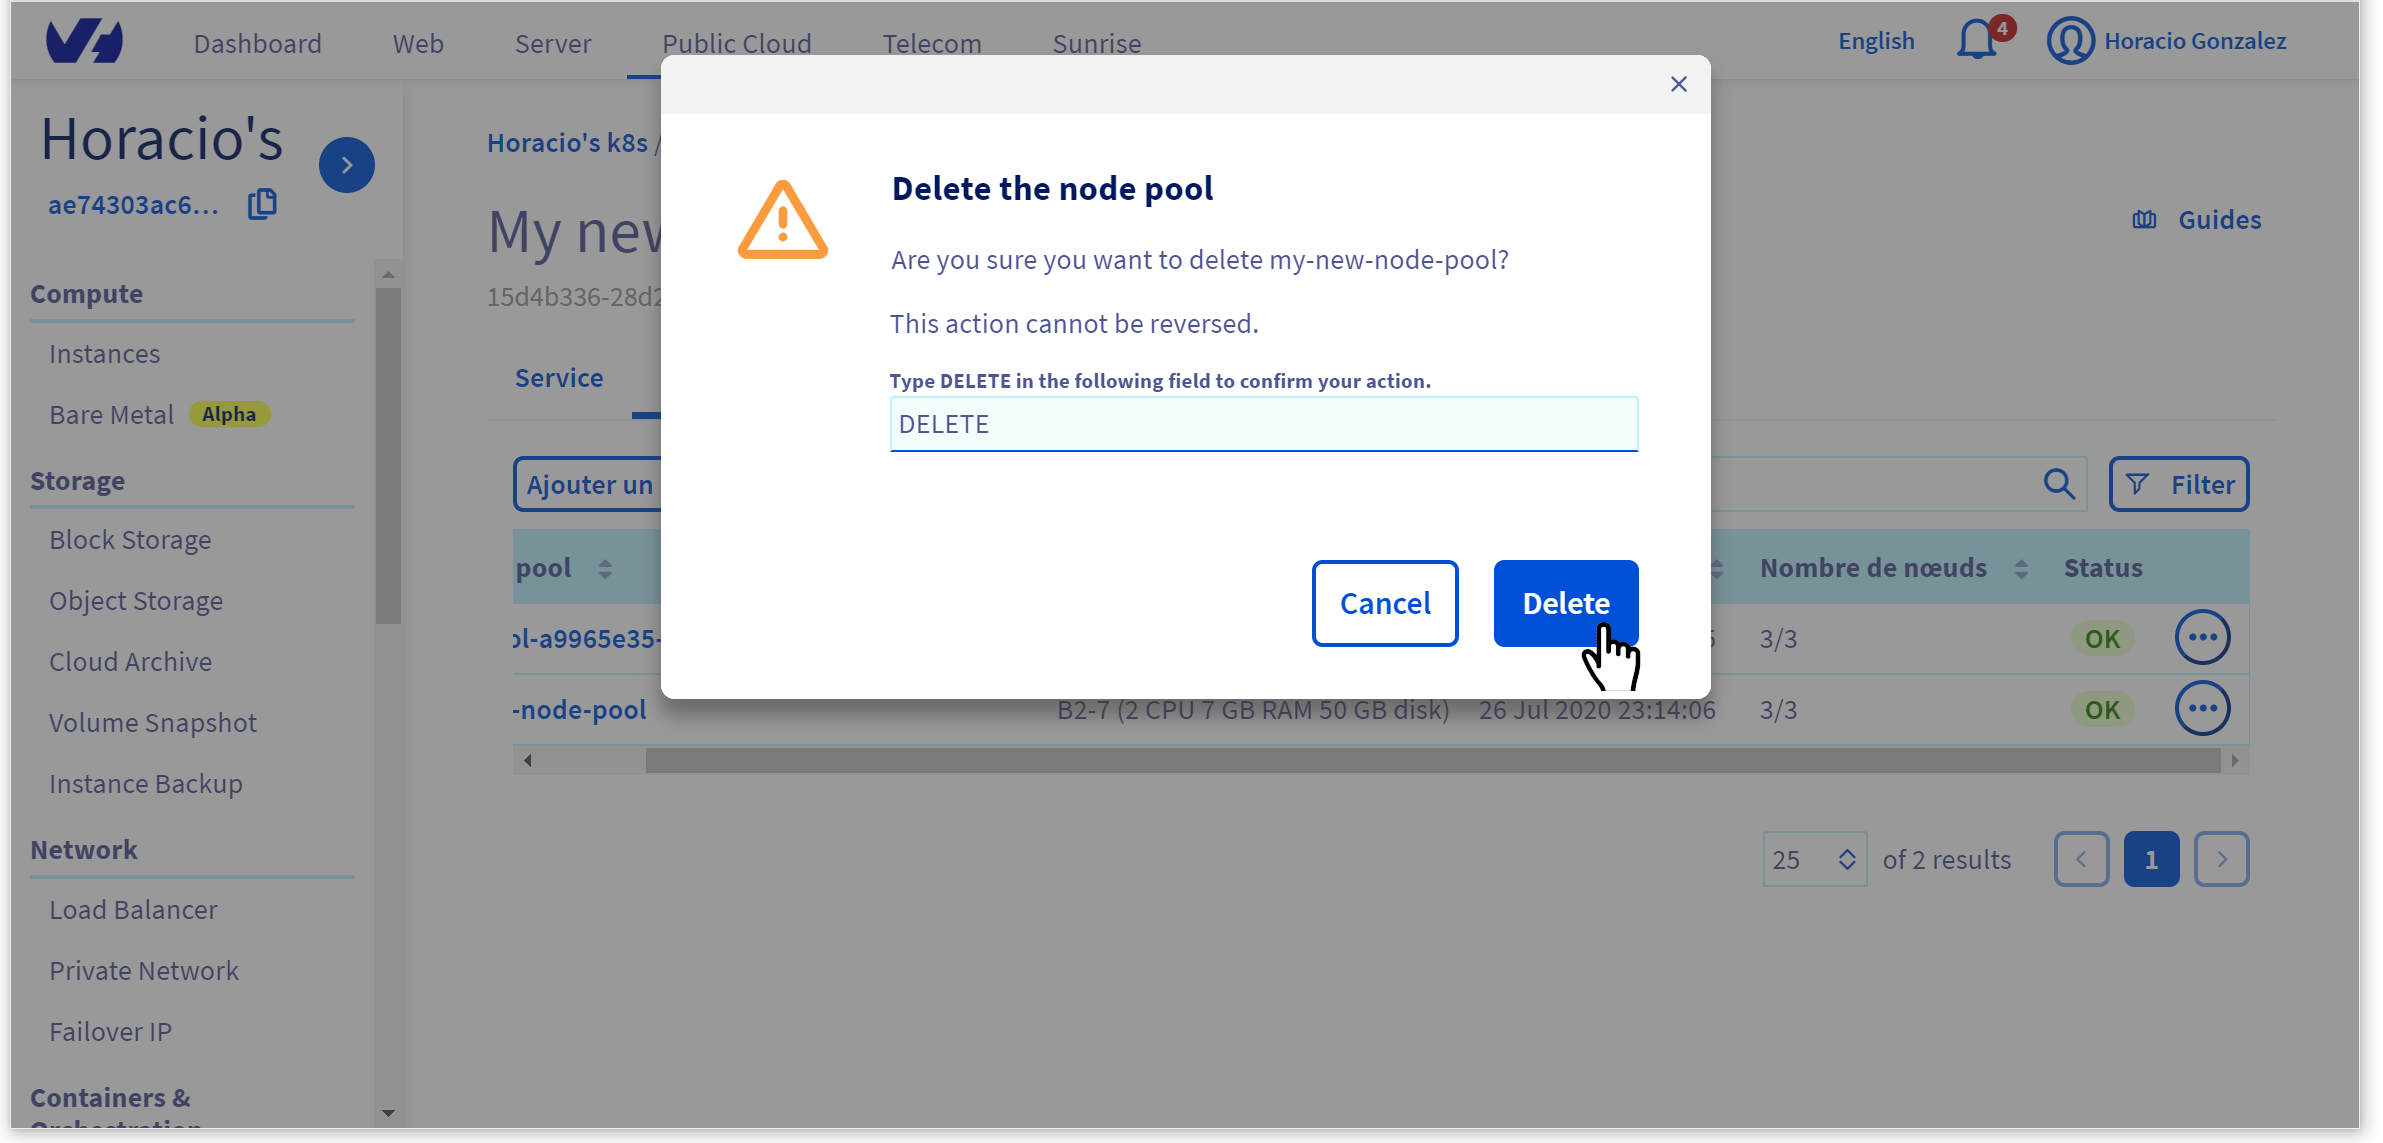 Dashboard Web Server Public Cloud Telecom Sunrise English 4 Horacio Gonzalez
Horacio's
ae74303ac6...
Compute
Instances
Bare Metal Alpha
Storage
Block Storage
Object Storage
Cloud Archive
Volume Snapshot
Instance Backup
Network
Load Balancer
Private Network
Failover IP
Containers &
Horacio's k8s /
My new
15d4b336-28d2
Guides
Service
Ajouter un
Filter
Delete the node pool
Are you sure you want to delete my-new-node-pool?
This action cannot be reversed.
Type DELETE in the following field to confirm your action.
DELETE
Cancel Delete
pool Nombre de nœuds Status
ol-a9965e35- 3/3 OK
-node-pool B2-7 (2 CPU 7 GB RAM 50 GB disk) 26 Jul 2020 23:14:06 3/3 OK
25 of 2 results 1